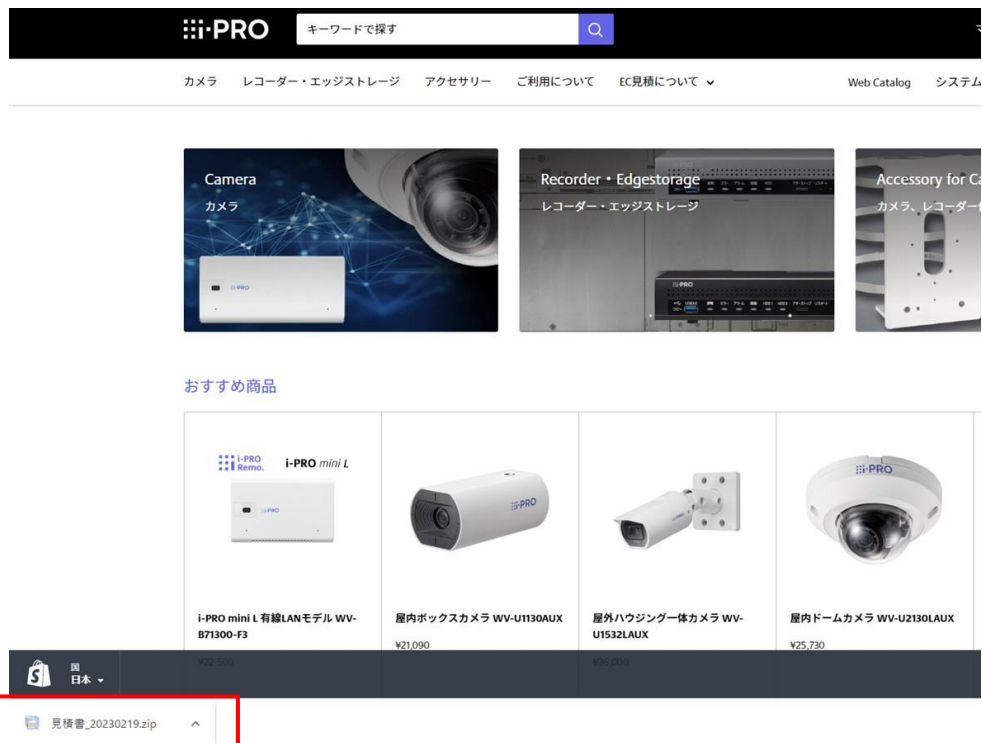 i-PRO
キーワードで探す
カメラ レコーダー・エッジストレージ アクセサリー ご利用について EC見積について Web Catalog システム
Camera
カメラ
Recorder・Edgestorage
レコーダー・エッジストレージ
Accessory for Ca
カメラ、レコーダー
i-PRO
i-PRO
おすすめ商品
i-PRO
Remo.
i-PRO mini L
i-PRO
i-PRO
i-PRO
i-PRO mini L 有線LANモデル WV-
B71300-F3
¥22,500
屋内ボックスカメラ WV-U1130AUX
¥21,090
屋外ハウジング一体カメラ WV-
U1532LAUX
¥36,000
屋内ドームカメラ WV-U2130LAUX
¥25,730
国
日本
見積書_20230219.zip